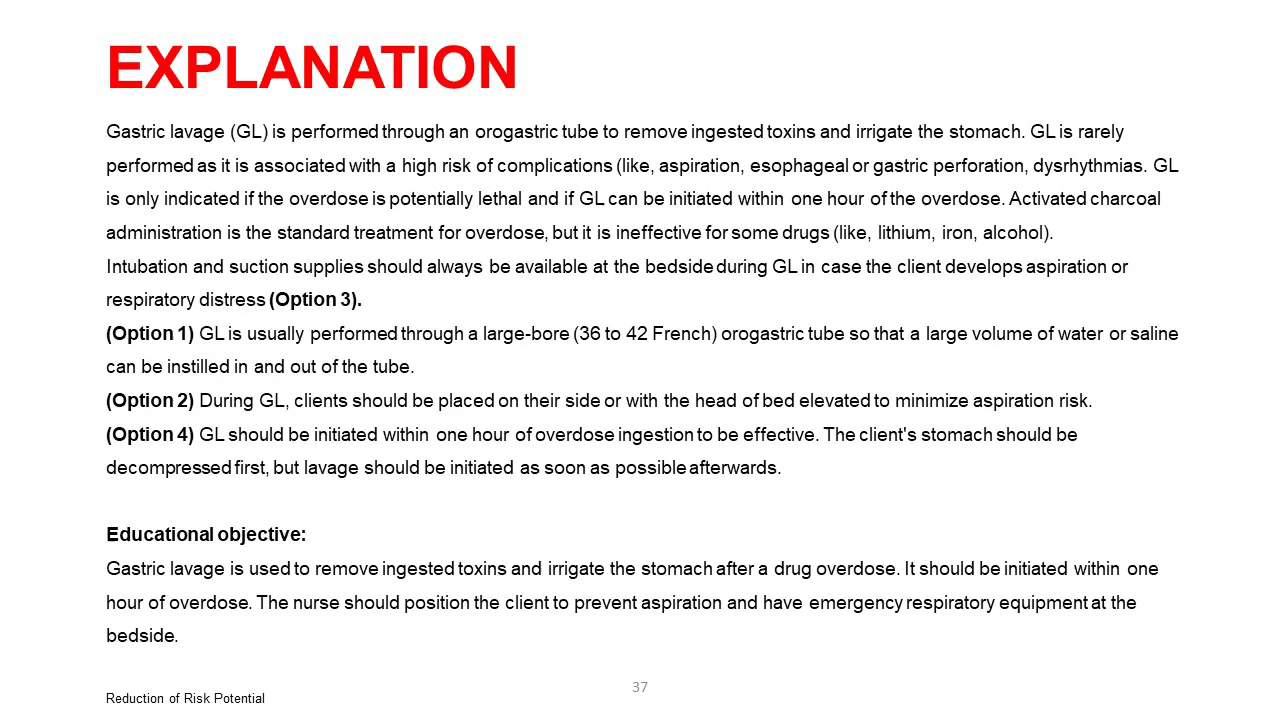 EXPLANATION
Gastric lavage (GL) is performed through an orogastric tube to remove ingested toxins and irrigate the stomach. GL is rarely
performed as it is associated with a high risk of complications (like, aspiration, esophageal or gastric perforation, dysrhythmias. GL
is only indicated if the overdose is potentially lethal and if GL can be initiated within one hour of the overdose. Activated charcoal
administration is the standard treatment for overdose, but it is ineffective for some drugs (like, lithium, iron, alcohol).
Intubation and suction supplies should always be available at the bedside during GL in case the client develops aspiration or
respiratory distress (Option 3).
(Option 1) GL is usually performed through a large-bore (36 to 42 French) orogastric tube so that a large volume of water or saline
can be instilled in and out of the tube.
(Option 2) During GL, clients should be placed on their side or with the head of bed elevated to minimize aspiration risk.
(Option 4) GL should be initiated within one hour of overdose ingestion to be effective. The client's stomach should be
decompressed first, but lavage should be initiated as soon as possible afterwards.
Educational objective:
Gastric lavage is used to remove ingested toxins and irrigate the stomach after a drug overdose. It should be initiated within one
hour of overdose. The nurse should position the client to prevent aspiration and have emergency respiratory equipment at the
bedside.
37
Reduction of Risk Potential